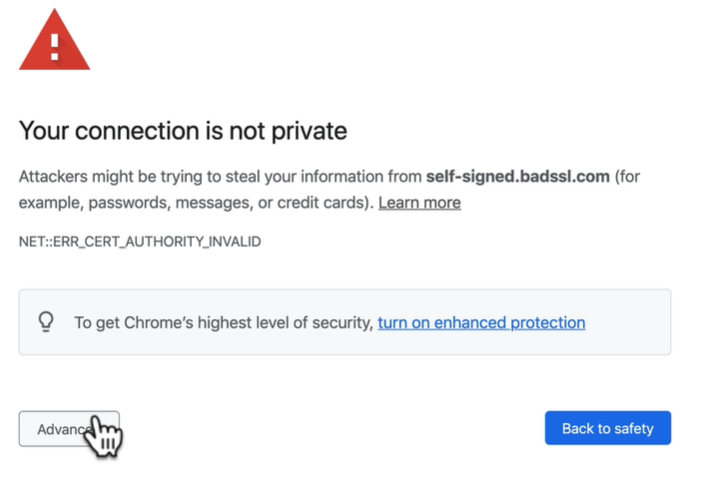 Your connection is not private
Attackers might be trying to steal your information from self-signed.badssl.com (for
example, passwords, messages, or credit cards). Learn more
NET::ERR_CERT_AUTHORITY_INVALID
To get Chrome's highest level of security, turn on enhanced protection
Back to safety